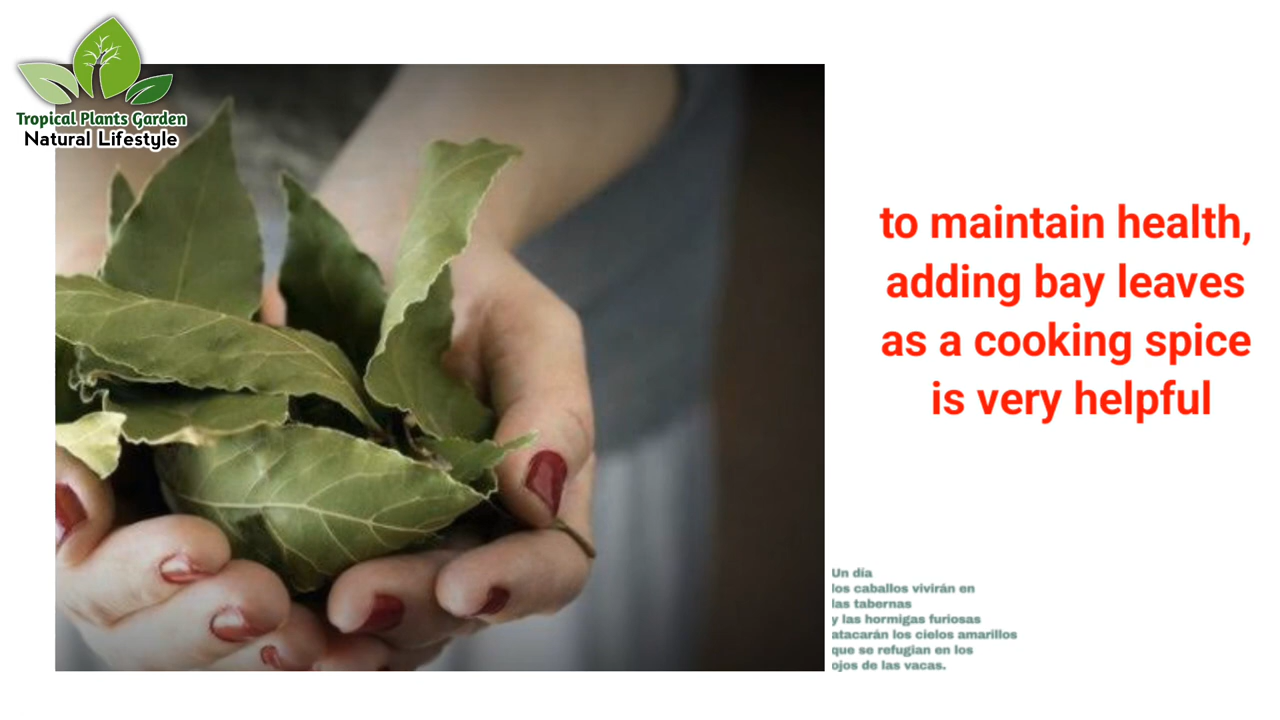 Tropical Plants Garden
Natural Lifestyle
to maintain health,
adding bay leaves
as a cooking spice
is very helpful
Un día
los caballos vivirán en
las tabernas
y las hormigas furiosas
atacarán los cielos amarillos
que se refugian en los
ojos de las vacas.